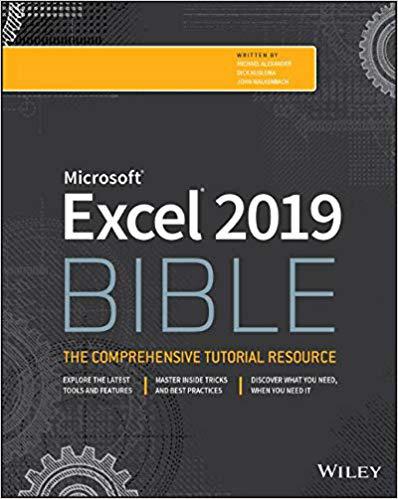 WRITTEN BY
MICHAEL ALEXANDER
DICK KUSLEIKA
JOHN WALKENBACH
Microsoft®
Excel® 2019
BIBLE
THE COMPREHENSIVE TUTORIAL RESOURCE
EXPLORE THE LATEST
TOOLS AND FEATURES
MASTER INSIDE TRICKS
AND BEST PRACTICES
DISCOVER WHAT YOU NEED,
WHEN YOU NEED IT
WILEY